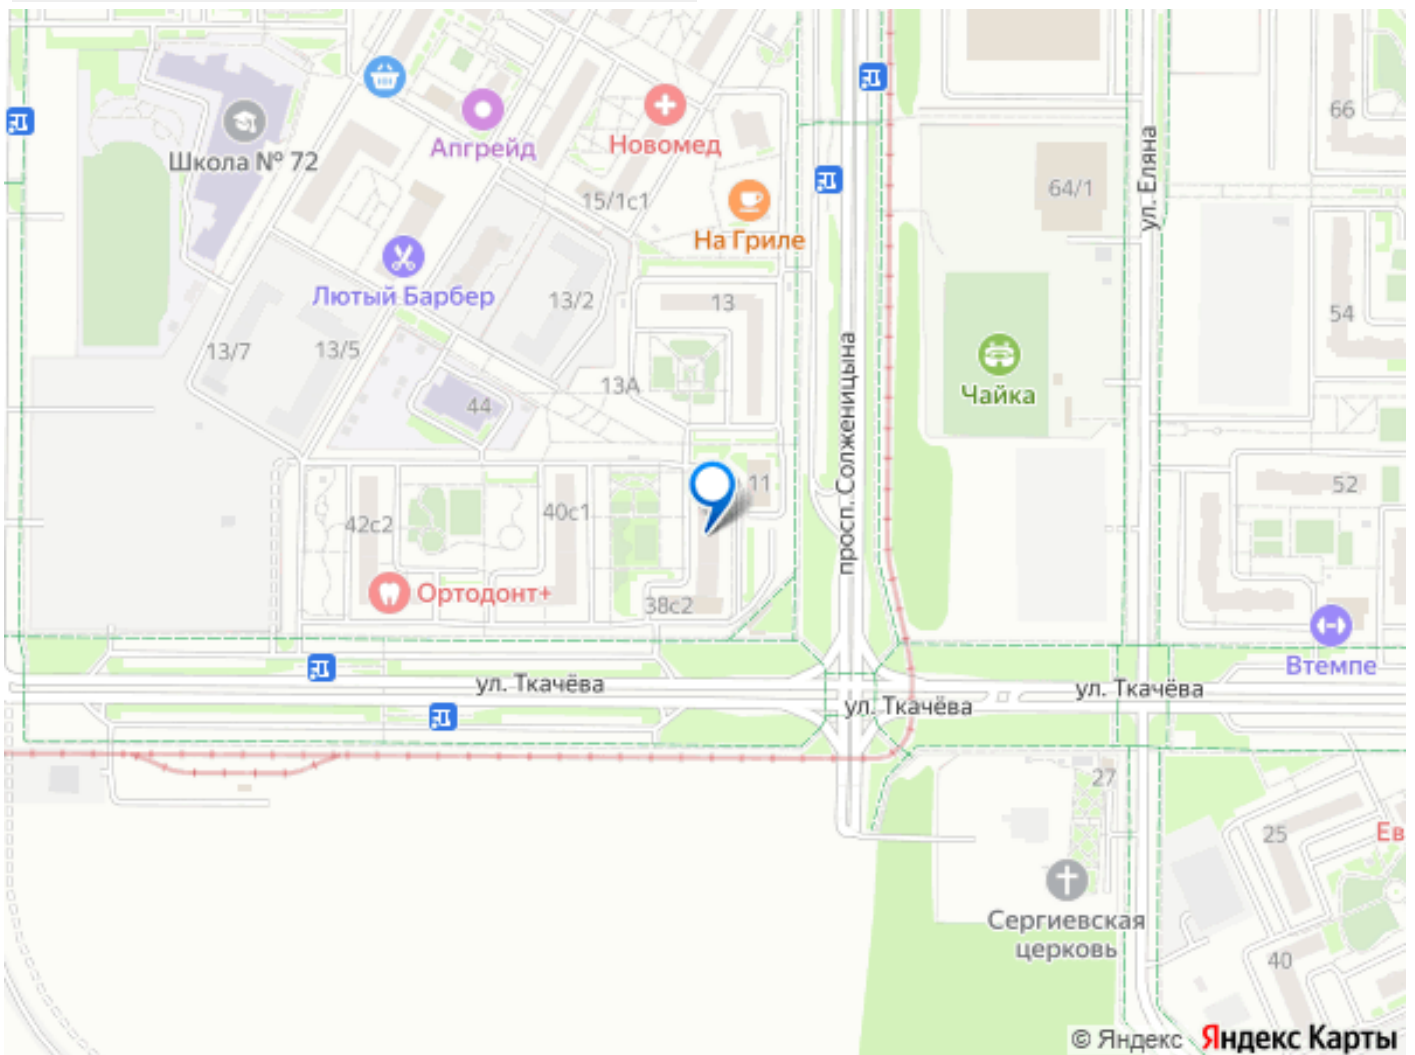 66
Школа № 72
Апгрейд
Новомед
15/1с1
64/1
ул. Еляна
На Гриле
Лютый Барбер
13/2
13
54
13/7
13/5
13А
44
просп. Солженицына
Чайка
11
52
42с2
40с1
Ортодонт+
38с2
Втемпе
ул. Ткачёва
ул. Ткачёва
ул. Ткачёва
27
25
Ев
Сергиевская
церковь
40
© Яндекс Яндекс Карты